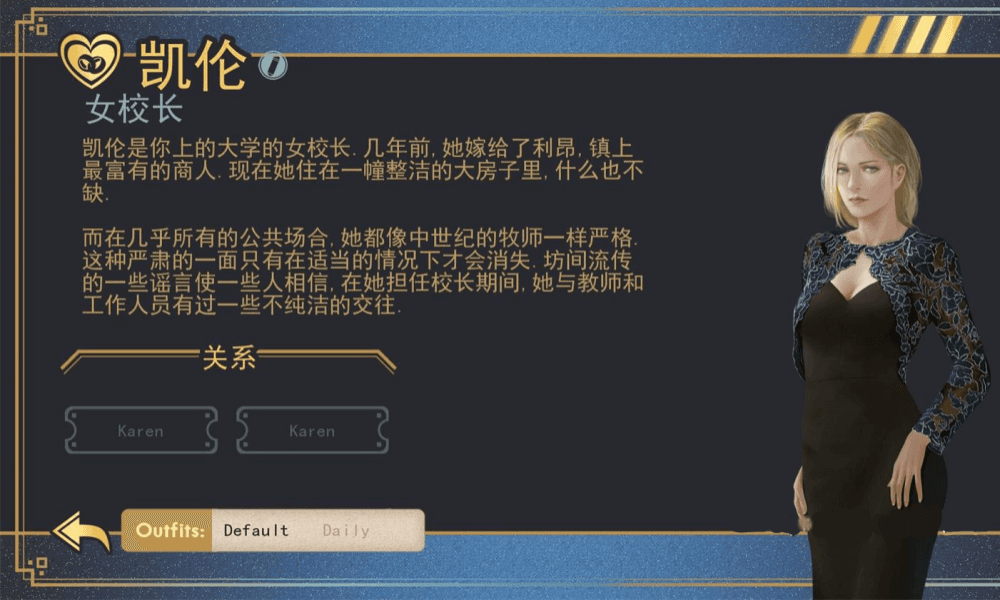 凯伦
女校长
凯伦是你上的大学的女校长. 几年前, 她嫁给了利昂, 镇上
最富有的商人. 现在她住在一幢整洁的大房子里, 什么也不
缺.
而在几乎所有的公共场合, 她都像中世纪的牧师一样严格.
这种严肃的一面只有在适当的情况下才会消失. 坊间流传
的一些谣言使一些人相信, 在她担任校长期间, 她与教师和
工作人员有过一些不纯洁的交往.
关系
Karen Karen
Outfits: Default Daily